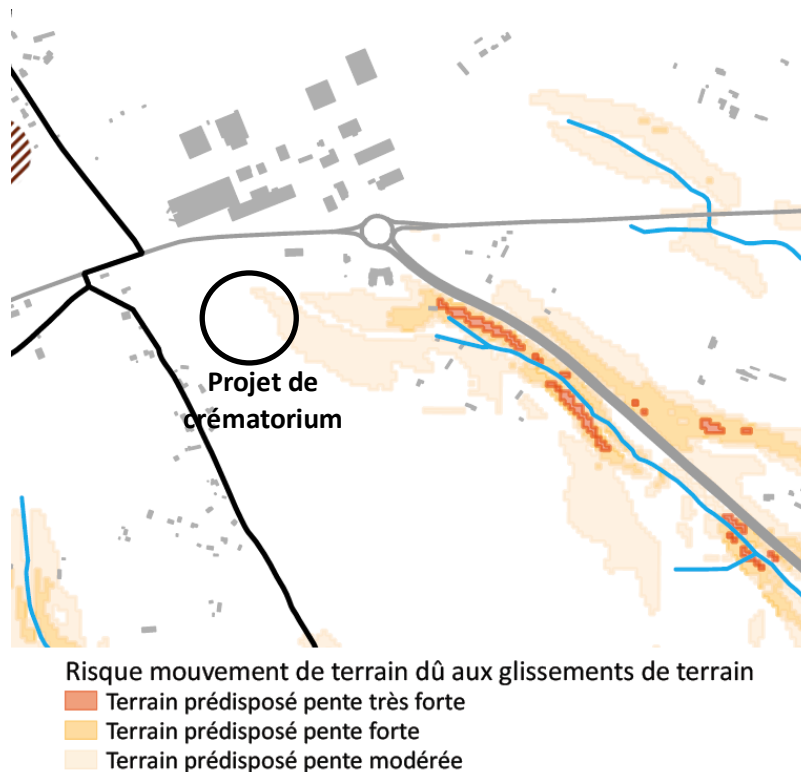 Projet de
crématorium
Risque mouvement de terrain dû aux glissements de terrain
Terrain prédisposé pente très forte
Terrain prédisposé pente forte
Terrain prédisposé pente modérée